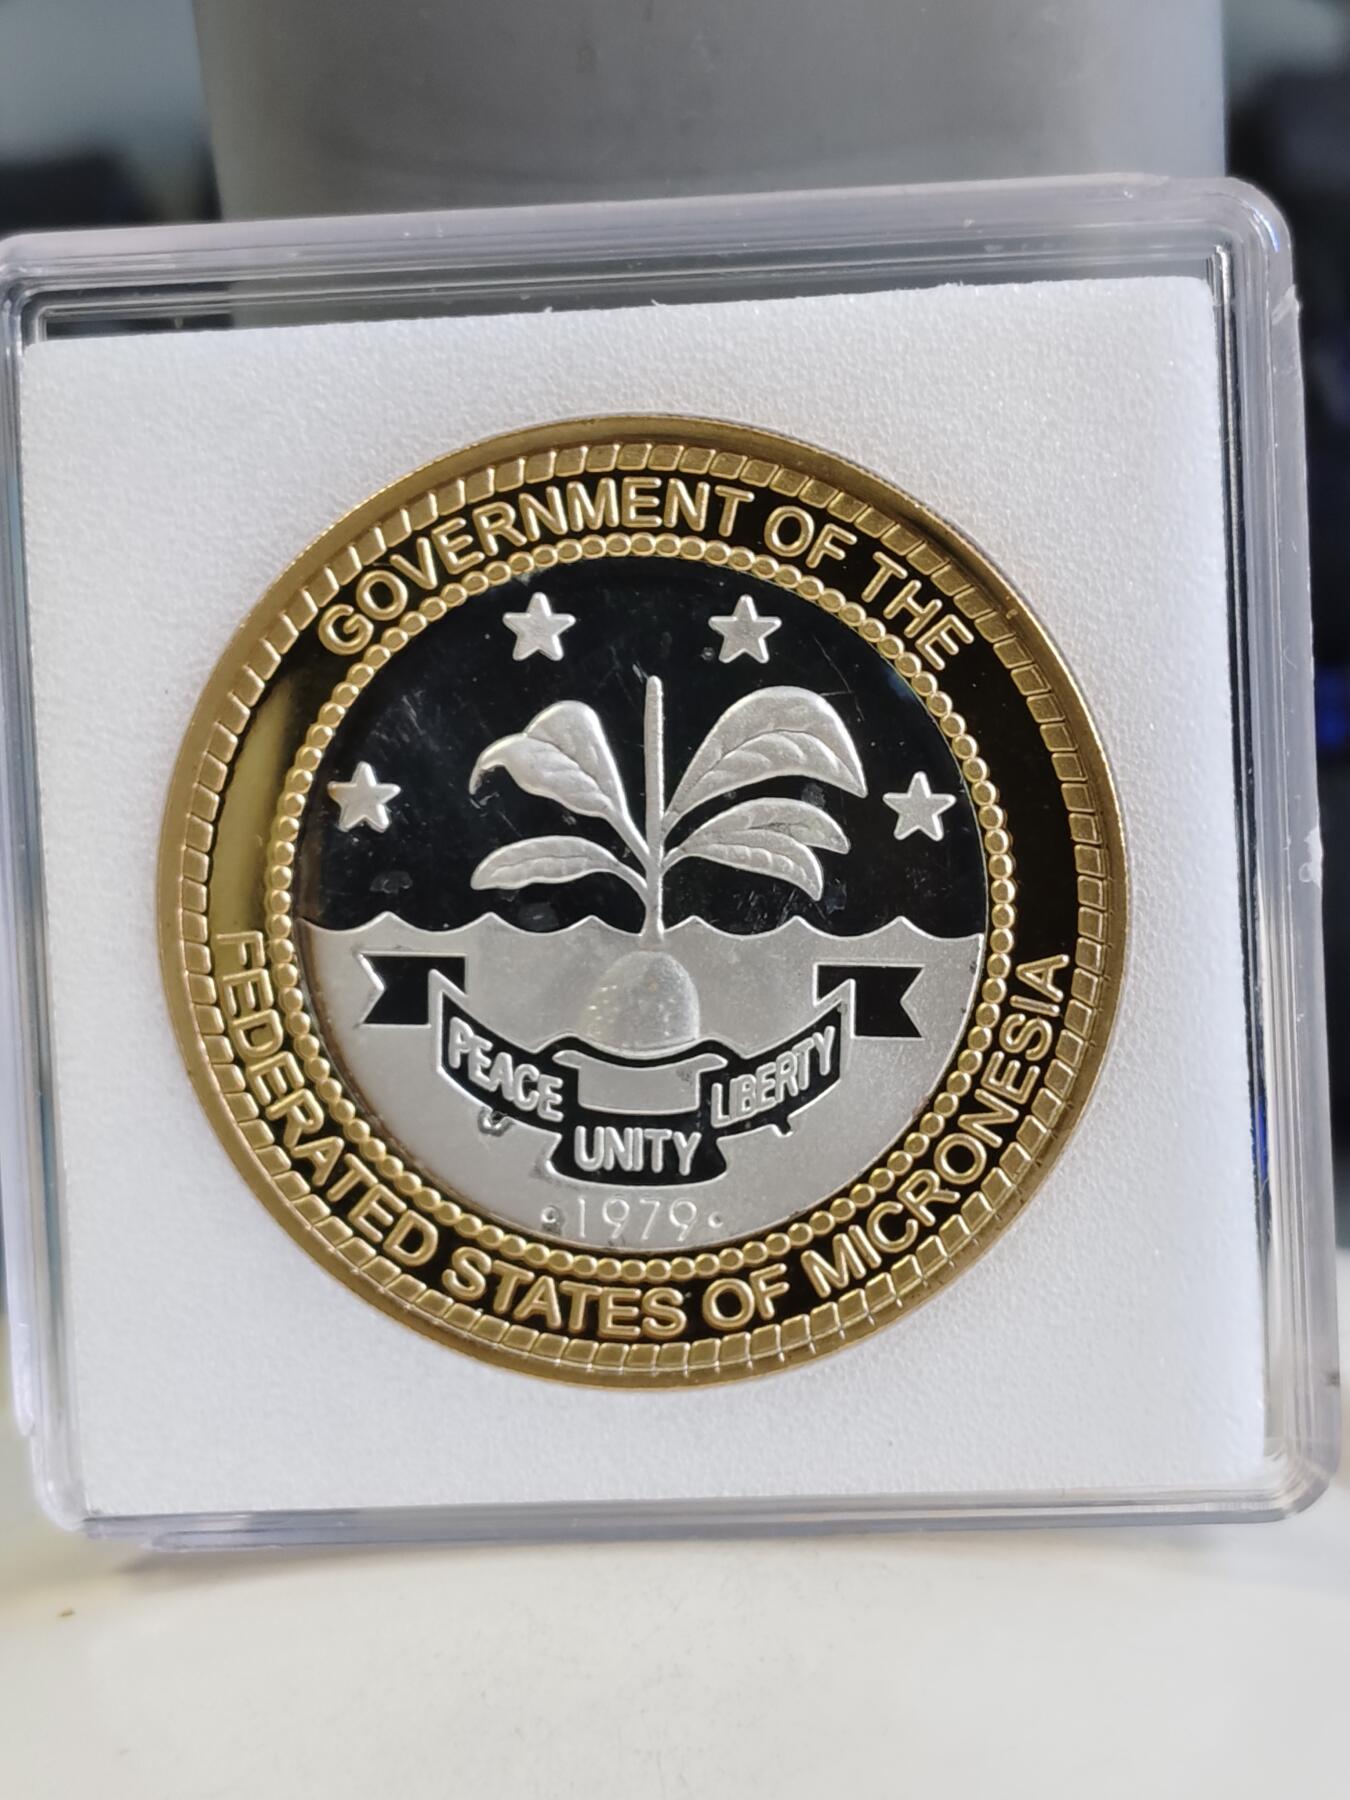 GOVERNMENT OF THE
FEDERATED STATES OF MICRONESIA
PEACE UNITY LIBERTY
•1979•